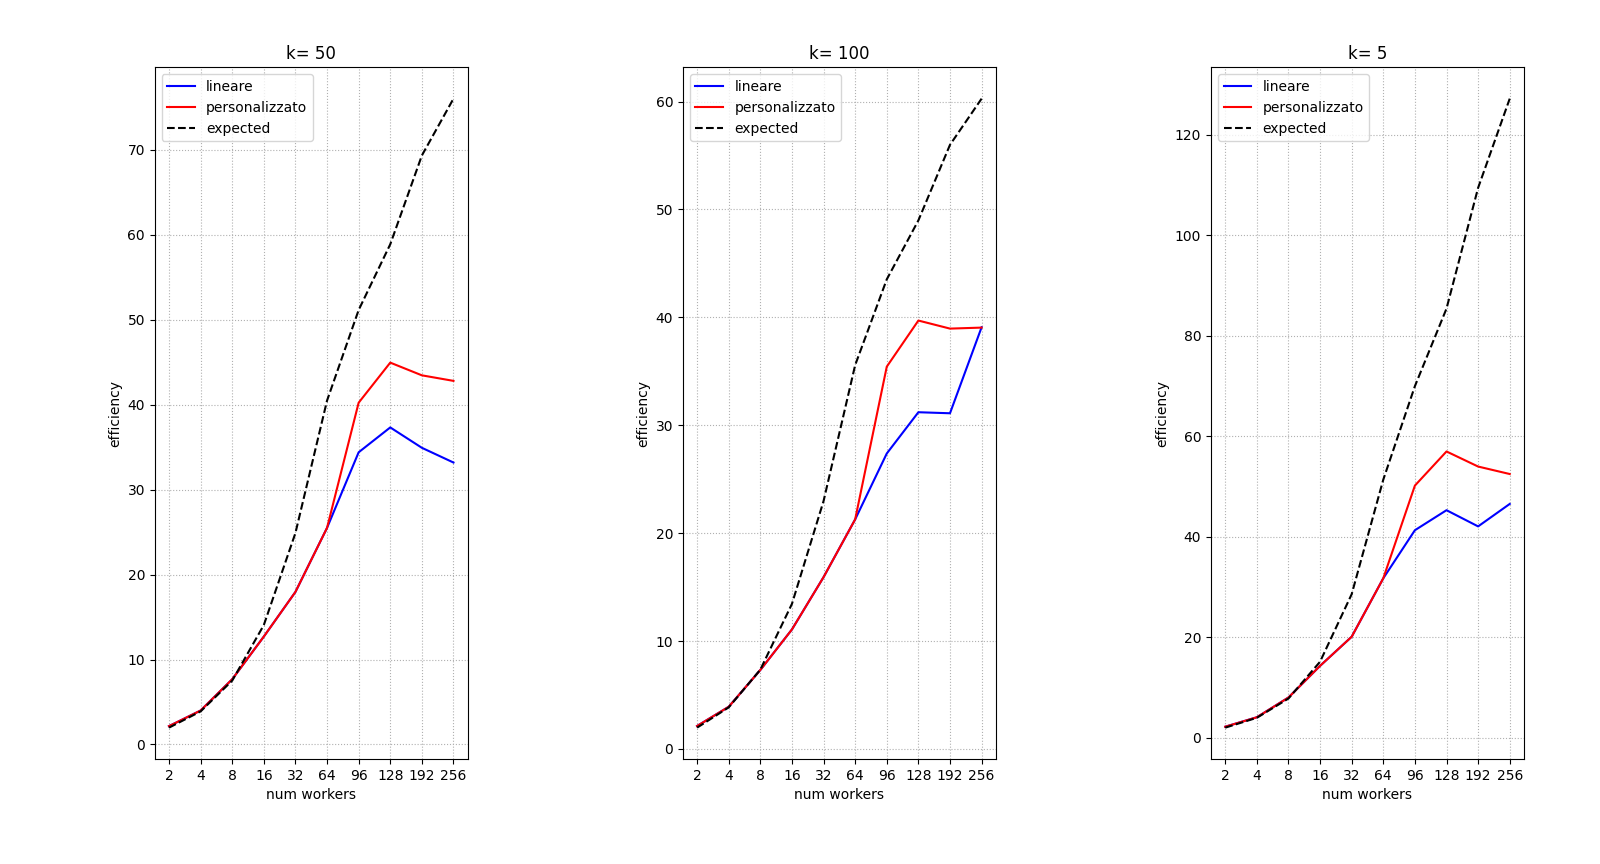 k= 50
lineare
personalizzato
expected
efficiency
70
60
50
40
30
20
10
0
2 4 8 16 32 64 96 128 192 256
num workers
k= 100
lineare
personalizzato
expected
efficiency
60
50
40
30
20
10
0
2 4 8 16 32 64 96 128 192 256
num workers
k= 5
lineare
personalizzato
expected
efficiency
120
100
80
60
40
20
0
2 4 8 16 32 64 96 128 192 256
num workers